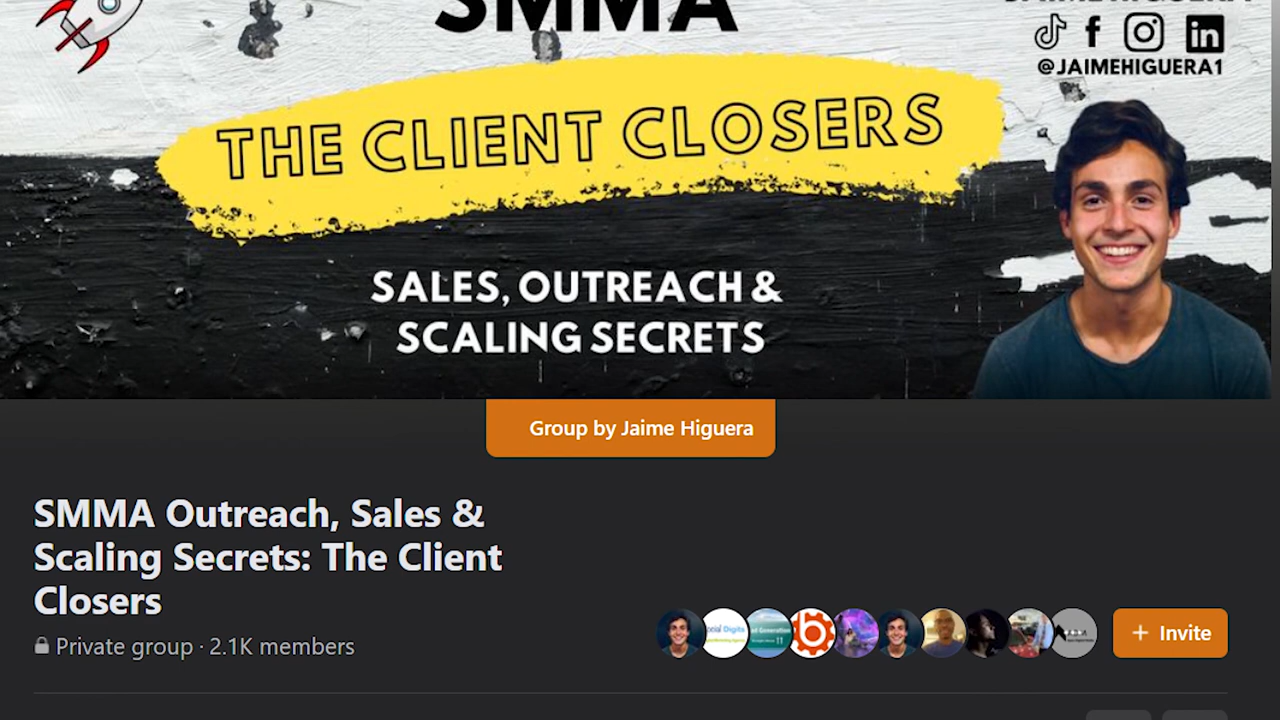 SMMA
@JAIMEHIGUERA1
THE CLIENT CLOSERS
SALES, OUTREACH &
SCALING SECRETS
Group by Jaime Higuera
SMMA Outreach, Sales &
Scaling Secrets: The Client
Closers
Private group · 2.1K members
+ Invite